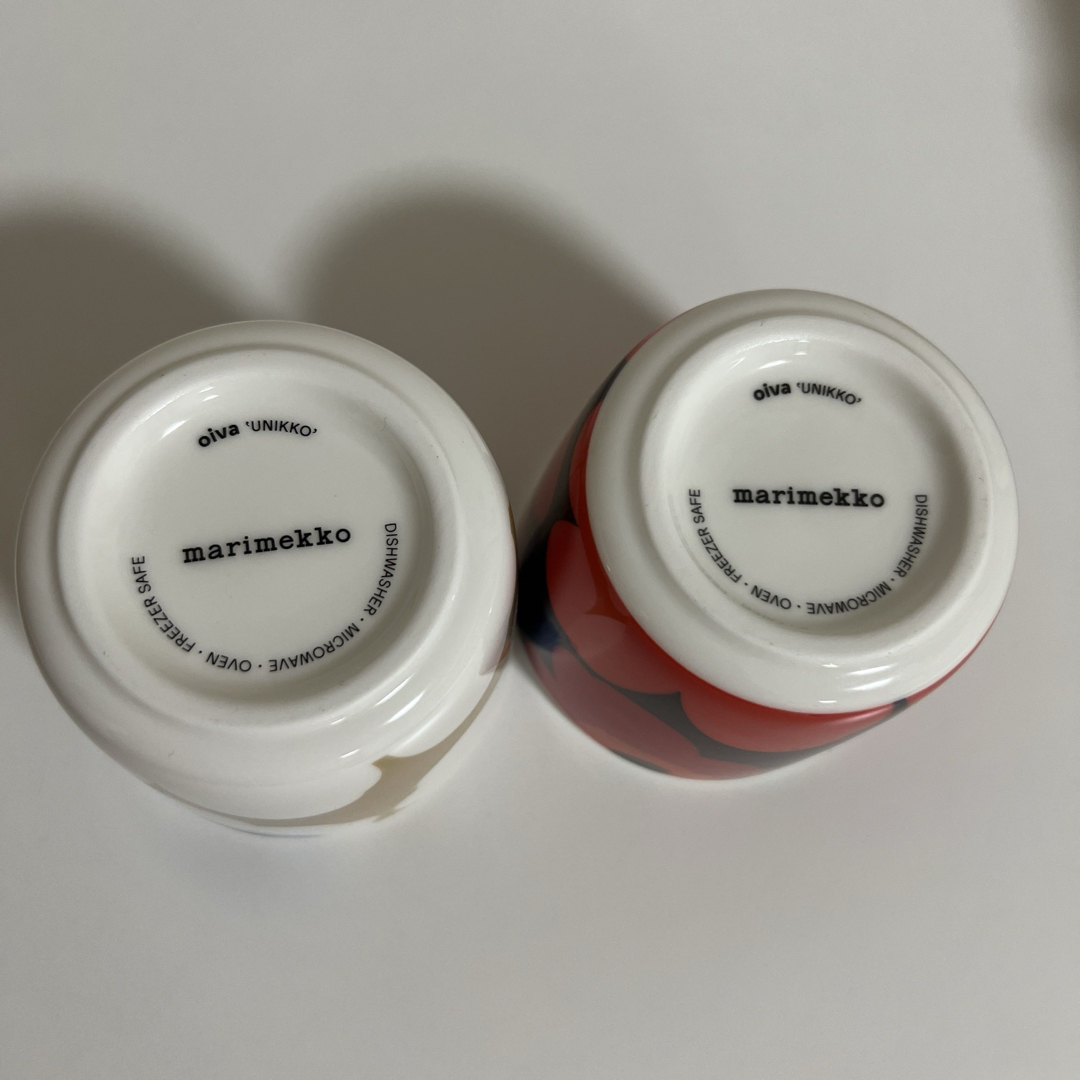 oiva 'UNIKKO'
marimekko
DISHWASHER · MICROWAVE · OVEN · FREEZER SAFE
oiva 'UNIKKO'
marimekko
DISHWASHER · MICROWAVE · OVEN · FREEZER SAFE